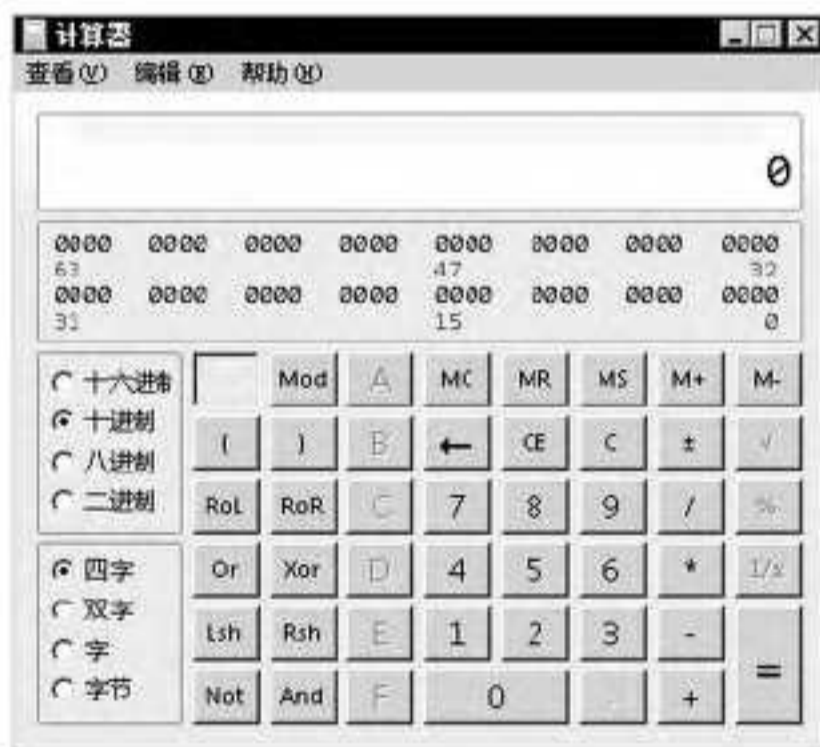 计算器
查看(V) 编辑(E) 帮助(H)
0
0000 0000 0000 0000 0000 0000 0000 0000
63 47 32
0000 0000 0000 0000 0000 0000 0000 0000
31 15 0
十六进制 Mod A MC MR MS M+ M-
十进制
( ) B ← CE C ± √
八进制
二进制 RoL RoR C 7 8 9 / %
四字 Or Xor D 4 5 6 * 1/x
双字
字 Lsh Rsh E 1 2 3 - =
字节 Not And F 0 . +